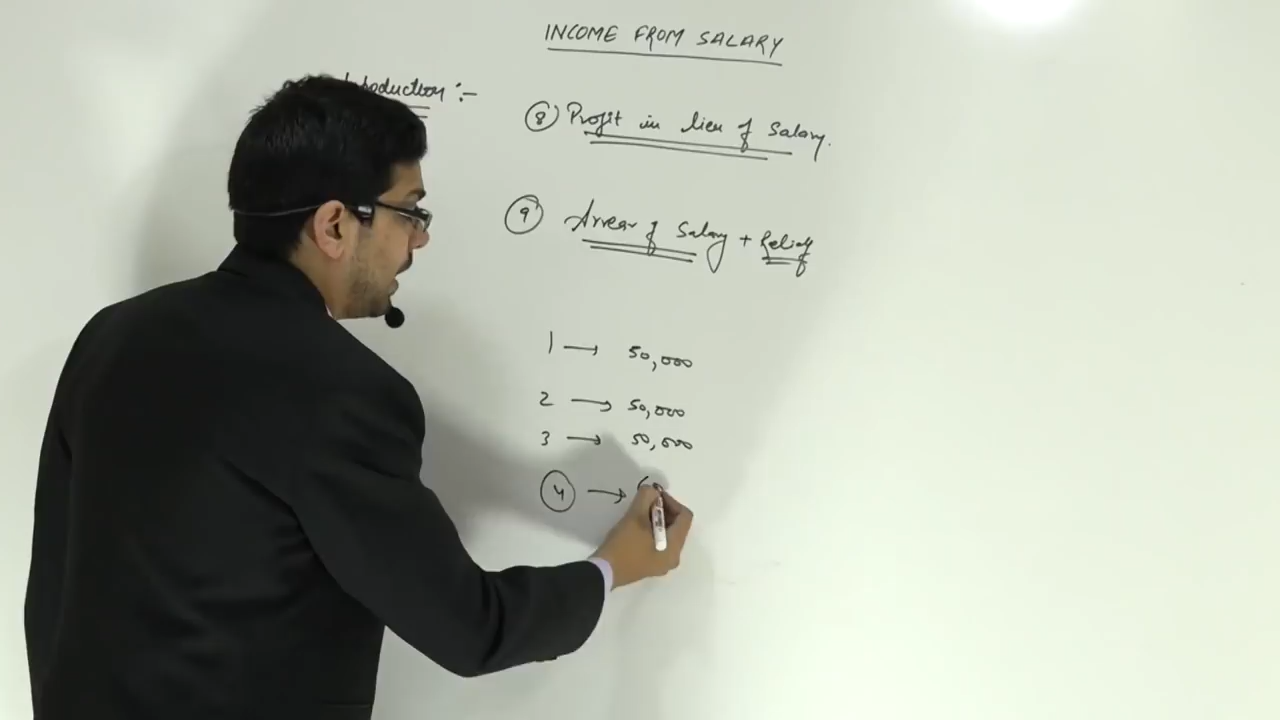 INCOME FROM SALARY
Introduction :-
8 Profit in lieu of Salary.
9 Arrear of Salary + Relief
1 → 50,000
2 → 50,000
3 → 50,000
4 →